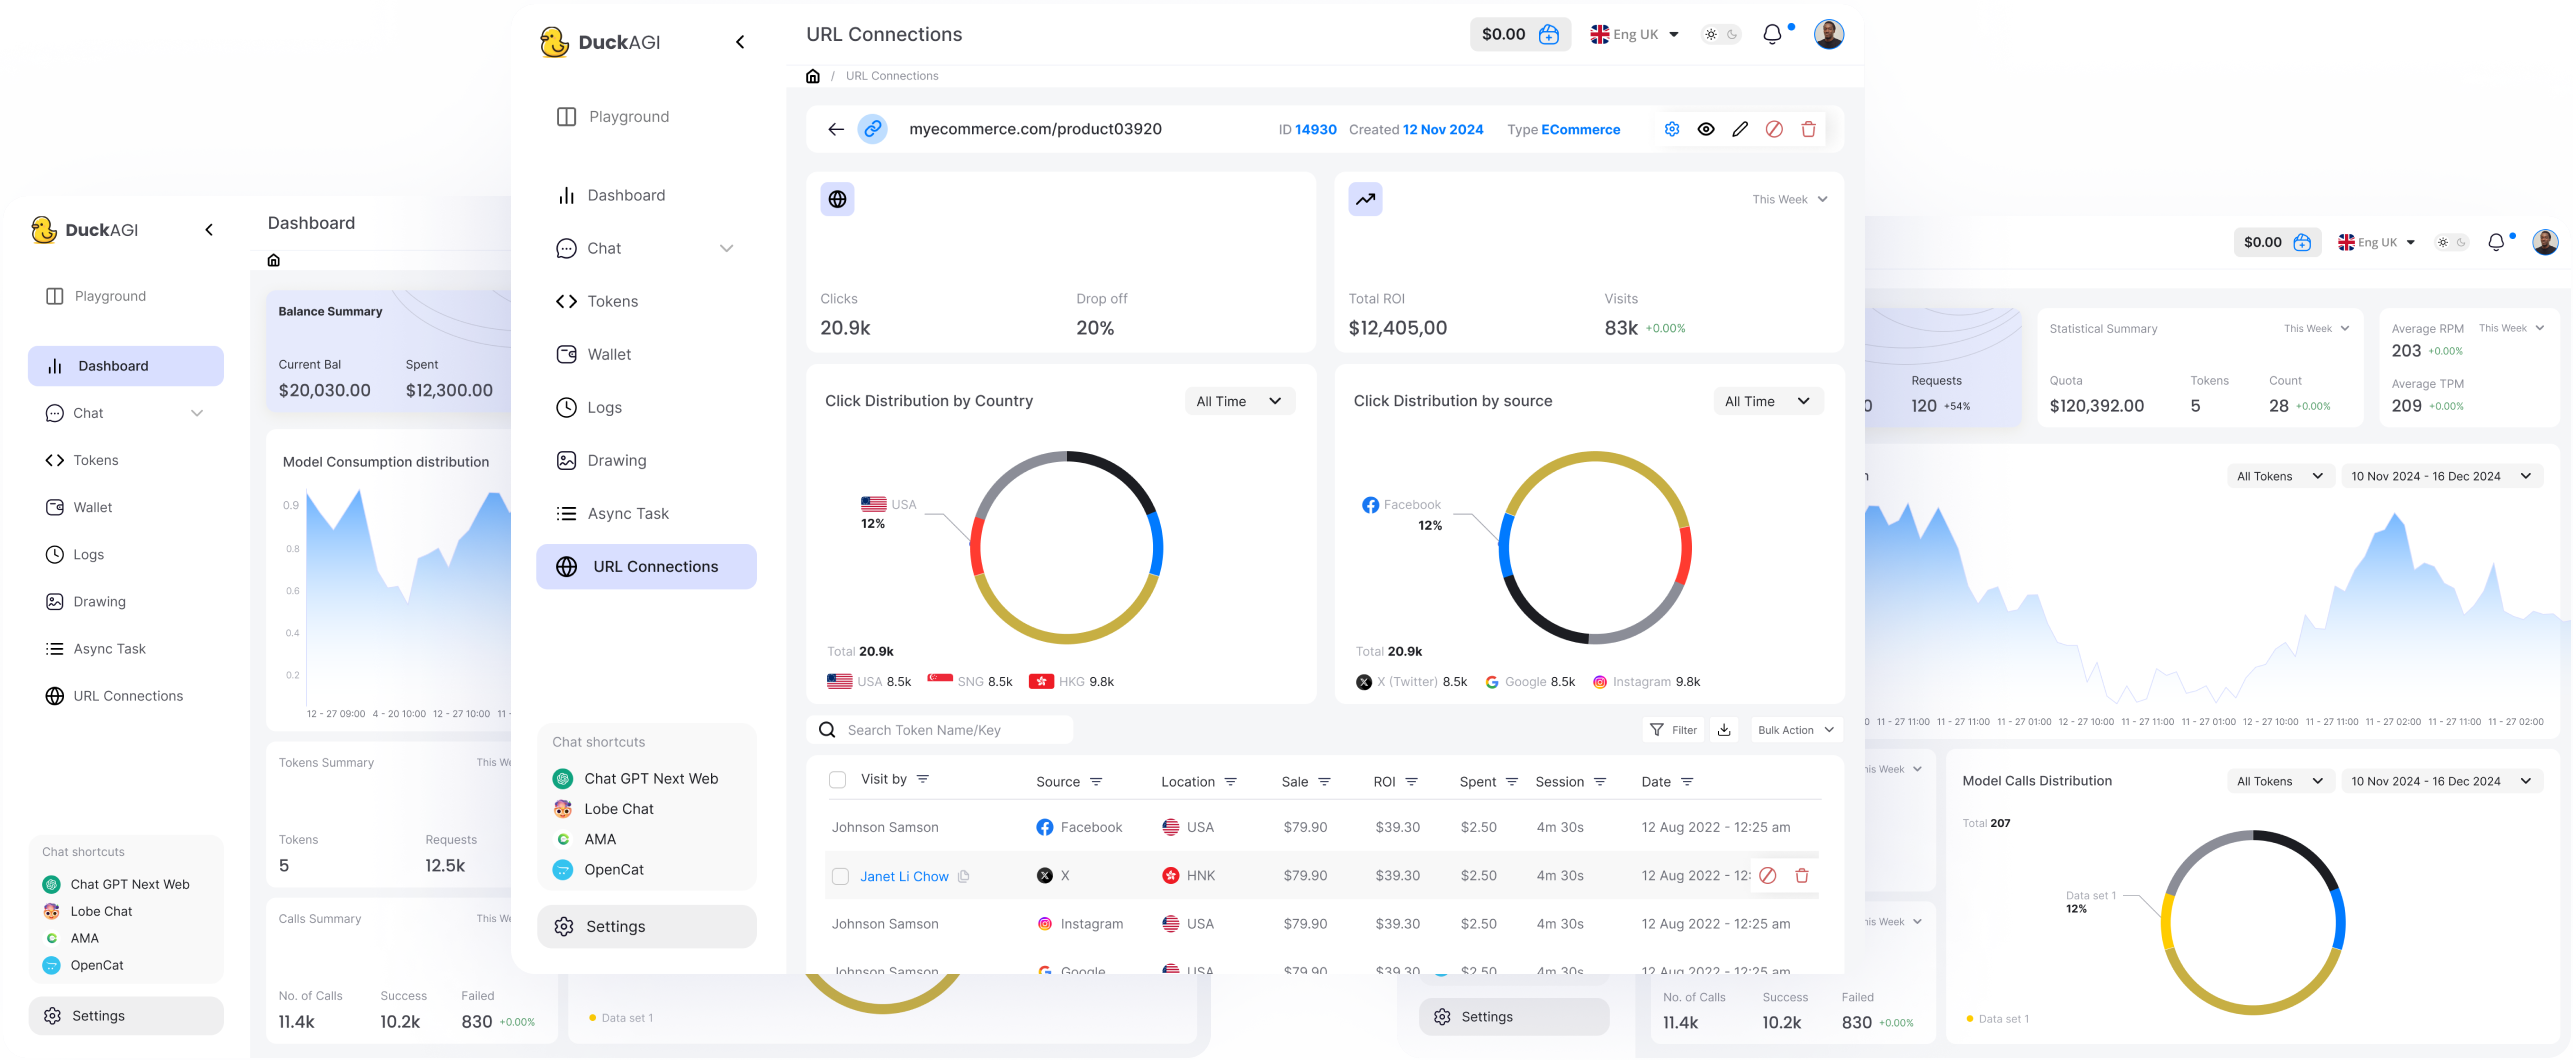 DuckAGI
Playground
Dashboard
Chat
Tokens
Wallet
Logs
Drawing
Async Task
URL Connections
Chat shortcuts
Chat GPT Next Web
Lobe Chat
AMA
OpenCat
Settings
Dashboard
Balance Summary
Current Bal Spent
$20,030.00 $12,300.00
Model Consumption distribution
0.9
0.8
0.6
0.4
0.2
12 - 27 09:00 4 - 20 10:00 12 - 27 10:00 11 -
Tokens Summary
Tokens Requests
5 12.5k
Calls Summary
No. of Calls Success Failed
11.4k 10.2k 830 +0.00%
Data set 1
DuckAGI
Playground
Dashboard
Chat
Tokens
Wallet
Logs
Drawing
Async Task
URL Connections
Chat shortcuts
Chat GPT Next Web
Lobe Chat
AMA
OpenCat
Settings
URL Connections
$0.00 Eng UK
/ URL Connections
myecommerce.com/product03920 ID 14930 Created 12 Nov 2024 Type ECommerce
Clicks Drop off
20.9k 20%
This Week
Total ROI Visits
$12,405,00 83k +0.00%
Click Distribution by Country All Time
USA
12%
Total 20.9k
USA 8.5k SNG 8.5k HKG 9.8k
Click Distribution by source All Time
Facebook
12%
Total 20.9k
X (Twitter) 8.5k Google 8.5k Instagram 9.8k
Search Token Name/Key Filter Bulk Action
Visit by Source Location Sale ROI Spent Session Date
Johnson Samson Facebook USA $79.90 $39.30 $2.50 4m 30s 12 Aug 2022 - 12:25 am
Janet Li Chow X HNK $79.90 $39.30 $2.50 4m 30s 12 Aug 2022 - 12:
Johnson Samson Instagram USA $79.90 $39.30 $2.50 4m 30s 12 Aug 2022 - 12:25 am
Johnson Samson Google USA $79.90 $39.30 $2.50 4m 30s 12 Aug 2022 - 12:25 am
$0.00 Eng UK
Requests
120 +54%
Statistical Summary This Week
Quota Tokens Count
$120,392.00 5 28 +0.00%
Average RPM This Week
203 +0.00%
Average TPM
209 +0.00%
All Tokens 10 Nov 2024 - 16 Dec 2024
11 - 27 11:00 11 - 27 11:00 11 - 27 01:00 12 - 27 10:00 11 - 27 11:00 11 - 27 01:00 12 - 27 10:00 11 - 27 11:00 11 - 27 02:00 11 - 27 11:00 11 - 27 02:00
Week
Week
Settings
No. of Calls Success Failed
11.4k 10.2k 830 +0.00%
Model Calls Distribution All Tokens 10 Nov 2024 - 16 Dec 2024
Total 207
Data set 1
12%
Data set 1